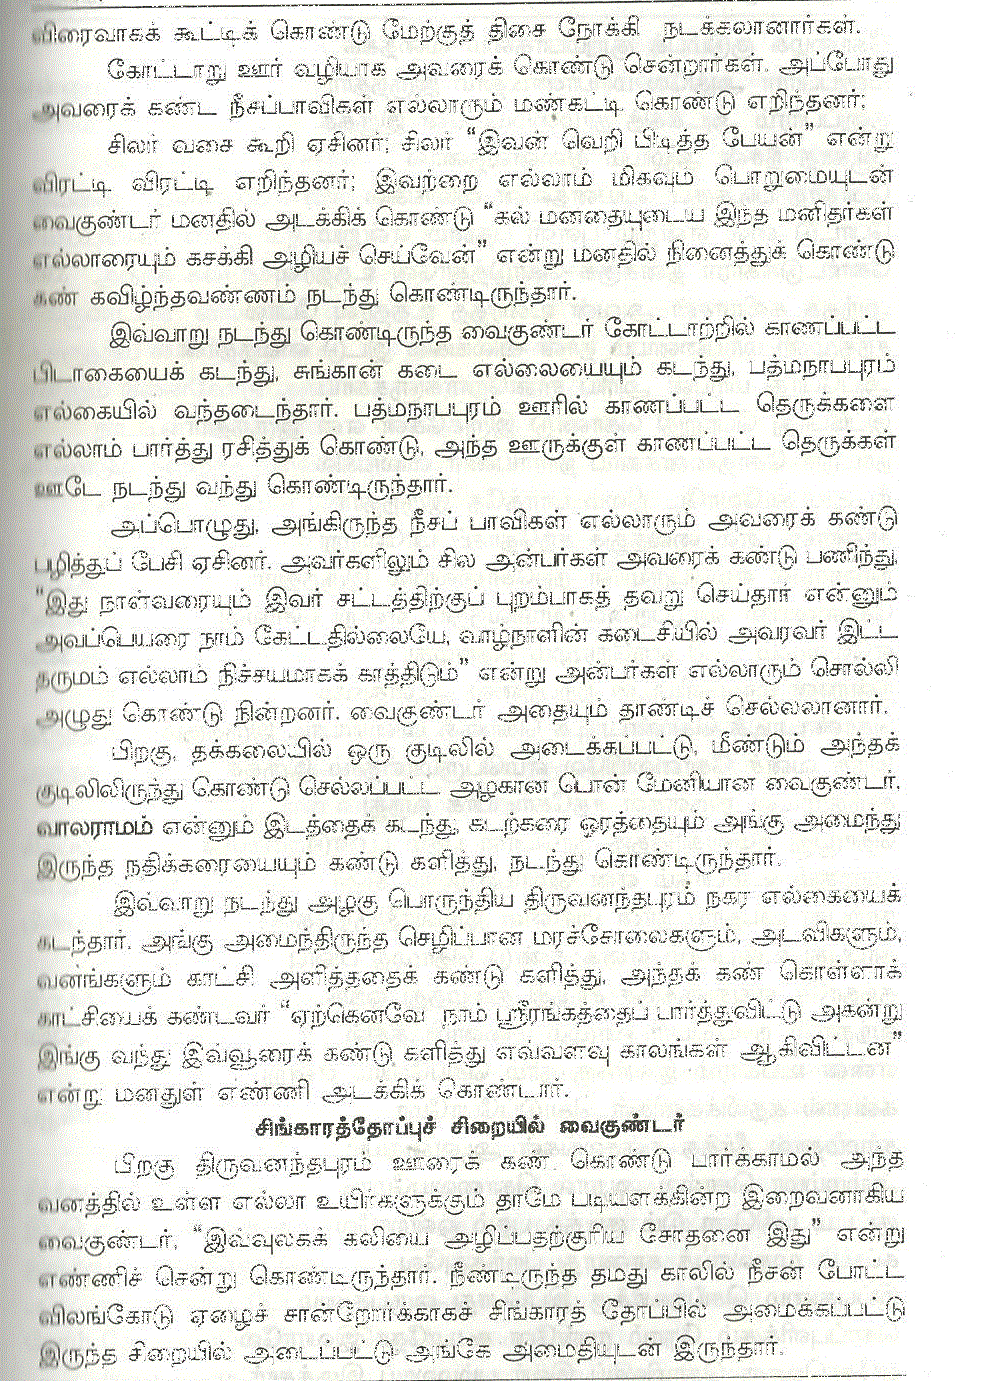 விரைவாகக் கூட்டிக் கொண்டு மேற்குத் திசை நோக்கி நடக்கலானார்கள்.
கோட்டாறு ஊர் வழியாக அவரைக் கொண்டு சென்றார்கள். அப்போது
அவரைக் கண்ட நீசப்பாவிகள் எல்லாரும் மண்கட்டி கொண்டு எறிந்தனர்;
சிலர் வசை கூறி ஏசினர்; சிலர் “இவன் வெறி பிடித்த பேயன்” என்று
விரட்டி விரட்டி எறிந்தனர்; இவற்றை எல்லாம் மிகவும் பொறுமையுடன்
வைகுண்டர் மனதில் அடக்கிக் கொண்டு “கல் மனதையுடைய இந்த மனிதர்கள்
எல்லாரையும் கசக்கி அழியச் செய்வேன்” என்று மனதில் நினைத்துக் கொண்டு
கண் கவிழ்ந்தவண்ணம் நடந்து கொண்டிருந்தார்.
இவ்வாறு நடந்து கொண்டிருந்த வைகுண்டர் கோட்டாற்றில் காணப்பட்ட
பிடாகையைக் கடந்து, சுங்கான் கடை எல்லையையும் கடந்து, பத்மநாபபுரம்
எல்கையில் வந்தடைந்தார். பத்மநாபபுரம் ஊரில் காணப்பட்ட தெருக்களை
எல்லாம் பார்த்து ரசித்துக் கொண்டு, அந்த ஊருக்குள் காணப்பட்ட தெருக்கள்
ஊடே நடந்து வந்து கொண்டிருந்தார்.
அப்பொழுது, அங்கிருந்த நீசப் பாவிகள் எல்லாரும் அவரைக் கண்டு
பழித்துப் பேசி ஏசினர். அவர்களிலும் சில அன்பர்கள் அவரைக் கண்டு பணிந்து,
“இது நாள்வரையும் இவர் சட்டத்திற்குப் புறம்பாகத் தவறு செய்தார் என்னும்
அவப்பெயரை நாம் கேட்டதில்லையே, வாழ்நாளின் கடைசியில் அவரவர் இட்ட
தருமம் எல்லாம் நிச்சயமாகக் காத்திடும்” என்று அன்பர்கள் எல்லாரும் சொல்லி
அழுது கொண்டு நின்றனர். வைகுண்டர் அதையும் தாண்டிச் செல்லலானார்.
பிறகு, தக்கலையில் ஒரு குடிலில் அடைக்கப்பட்டு, மீண்டும் அந்தக்
குடிலிலிருந்து கொண்டு செல்லப்பட்ட அழகான பொன் மேனியான வைகுண்டர்,
வாலராமம் என்னும் இடத்தைக் கடந்து, கடற்கரை ஓரத்தையும் அங்கு அமைந்து
இருந்த நதிக்கரையையும் கண்டு களித்து, நடந்து கொண்டிருந்தார்.
இவ்வாறு நடந்து அழகு பொருந்திய திருவனந்தபுரம் நகர எல்கையைக்
கடந்தார். அங்கு அமைந்திருந்த செழிப்பான மரச்சோலைகளும், அடவிகளும்,
வனங்களும் காட்சி அளித்ததைக் கண்டு களித்து, அந்தக் கண் கொள்ளாக்
காட்சியைக் கண்டவர் “ஏற்கெனவே நாம் ஸ்ரீரங்கத்தைப் பார்த்துவிட்டு அகன்று
இங்கு வந்து இவ்வூரைக் கண்டு களித்து எவ்வளவு காலங்கள் ஆகிவிட்டன”
என்று மனதுள் எண்ணி அடக்கிக் கொண்டார்.
சிங்காரத்தோப்புச் சிறையில் வைகுண்டர்
பிறகு திருவனந்தபுரம் ஊரைக் கண் கொண்டு பார்க்காமல் அந்த
வனத்தில் உள்ள எல்லா உயிர்களுக்கும் தாமே படியளக்கின்ற இறைவனாகிய
வைகுண்டர், “இவ்வுலகக் கலியை அழிப்பதற்குரிய சோதனை இது” என்று
எண்ணிச் சென்று கொண்டிருந்தார். நீண்டிருந்த தமது காலில் நீசன் போட்ட
விலங்கோடு ஏழைச் சான்றோர்க்காகச் சிங்காரத் தோப்பில் அமைக்கப்பட்டு
இருந்த சிறையில் அடைப்பட்டு அங்கே அமைதியுடன் இருந்தார்.